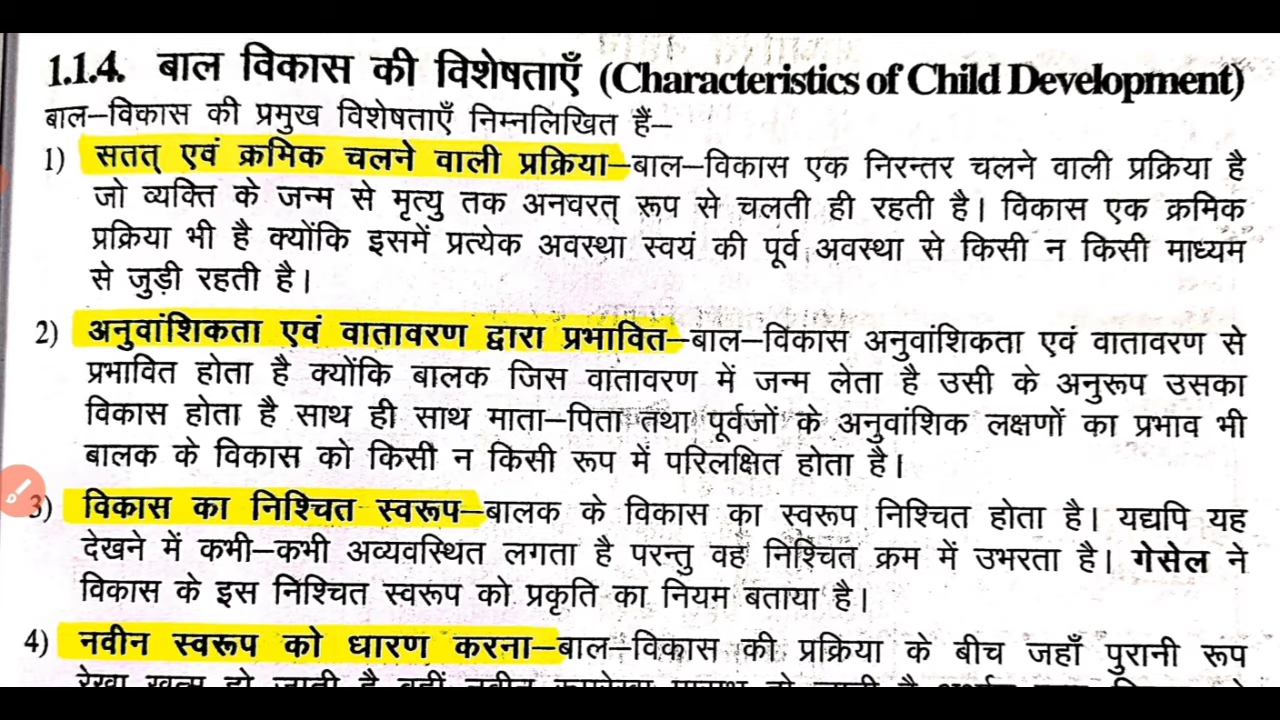 1.1.4. बाल विकास की विशेषताएँ (Characteristics of Child Development)
बाल–विकास की प्रमुख विशेषताएँ निम्नलिखित हैं–
1) सतत् एवं क्रमिक चलने वाली प्रक्रिया–बाल–विकास एक निरन्तर चलने वाली प्रक्रिया है
जो व्यक्ति के जन्म से मृत्यु तक अनवरत् रूप से चलती ही रहती है। विकास एक क्रमिक
प्रक्रिया भी है क्योंकि इसमें प्रत्येक अवस्था स्वयं की पूर्व अवस्था से किसी न किसी माध्यम
से जुड़ी रहती है।
2) अनुवांशिकता एवं वातावरण द्वारा प्रभावित–बाल–विकास अनुवांशिकता एवं वातावरण से
प्रभावित होता है क्योंकि बालक जिस वातावरण में जन्म लेता है उसी के अनुरूप उसका
विकास होता है साथ ही साथ माता–पिता तथा पूर्वजों के अनुवांशिक लक्षणों का प्रभाव भी
बालक के विकास को किसी न किसी रूप में परिलक्षित होता है।
3) विकास का निश्चित स्वरूप–बालक के विकास का स्वरूप निश्चित होता है। यद्यपि यह
देखने में कभी–कभी अव्यवस्थित लगता है परन्तु वह निश्चित क्रम में उभरता है। गेसेल ने
विकास के इस निश्चित स्वरूप को प्रकृति का नियम बताया है।
4) नवीन स्वरूप को धारण करना–बाल–विकास की प्रक्रिया के बीच जहाँ पुरानी रूप